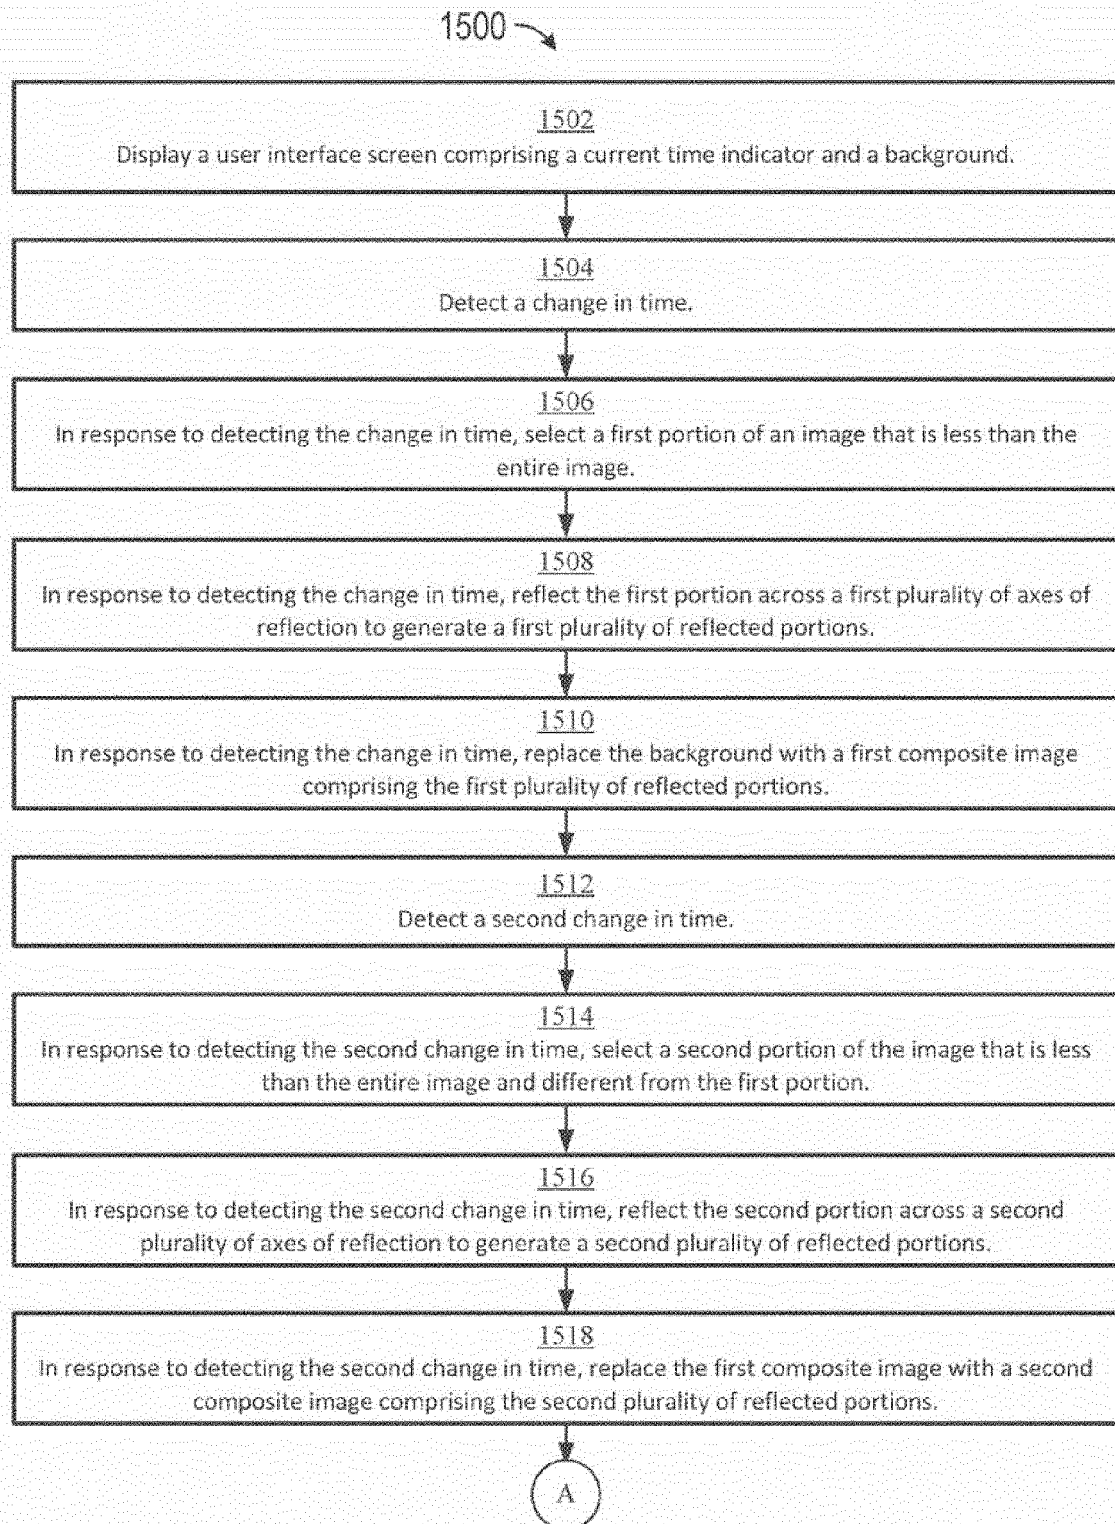 1500
1502
Display a user interface screen comprising a current time indicator and a background.
1504
Detect a change in time.
1506
In response to detecting the change in time, select a first portion of an image that is less than the
entire image.
1508
In response to detecting the change in time, reflect the first portion across a first plurality of axes of
reflection to generate a first plurality of reflected portions.
1510
In response to detecting the change in time, replace the background with a first composite image
comprising the first plurality of reflected portions.
1512
Detect a second change in time.
1514
In response to detecting the second change in time, select a second portion of the image that is less
than the entire image and different from the first portion.
1516
In response to detecting the second change in time, reflect the second portion across a second
plurality of axes of reflection to generate a second plurality of reflected portions.
1518
In response to detecting the second change in time, replace the first composite image with a second
composite image comprising the second plurality of reflected portions.
A